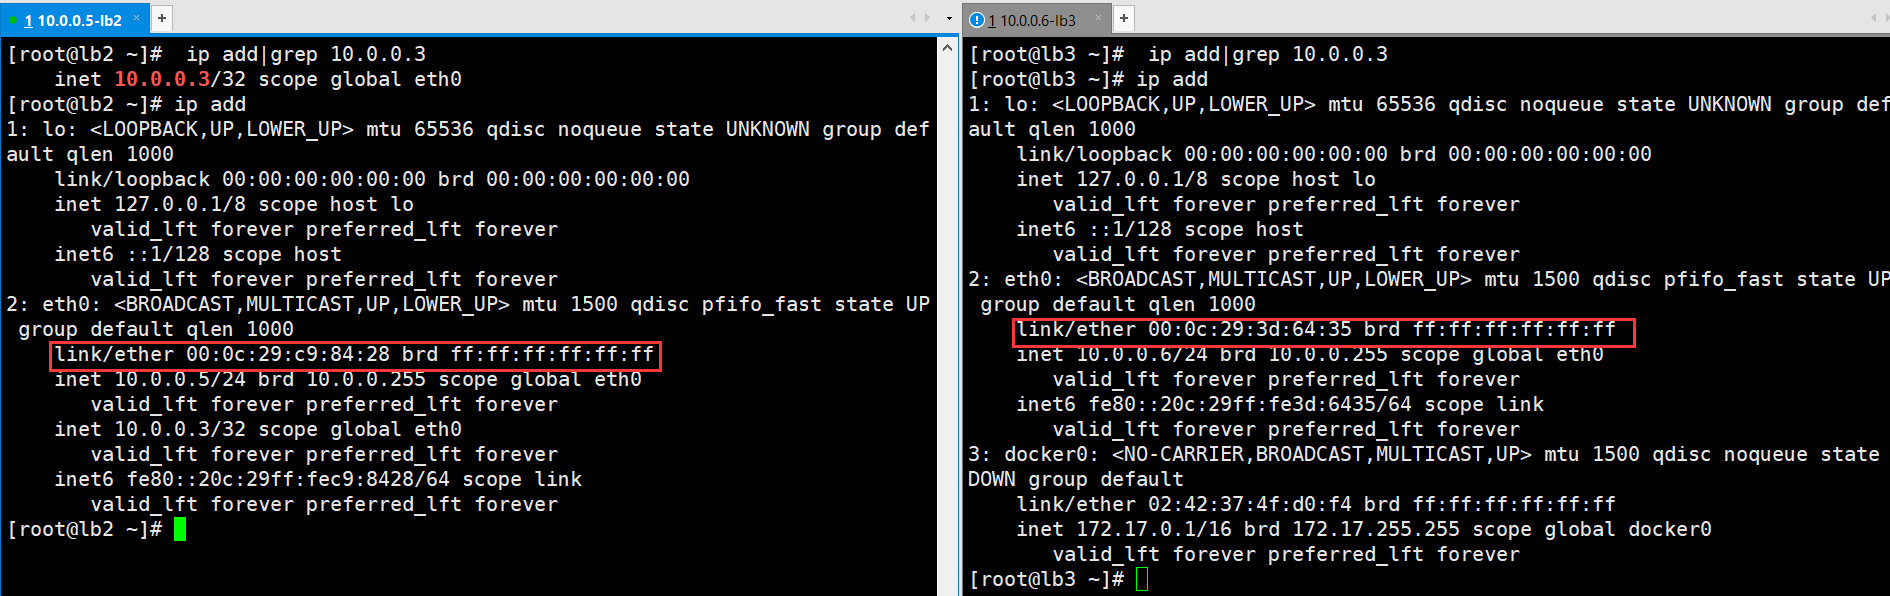 1 10.0.0.5-lb2 × +
[root@lb2 ~]#  ip add|grep 10.0.0.3
    inet 10.0.0.3/32 scope global eth0
[root@lb2 ~]# ip add
1: lo: <LOOPBACK,UP,LOWER_UP> mtu 65536 qdisc noqueue state UNKNOWN group def
ault qlen 1000
    link/loopback 00:00:00:00:00:00 brd 00:00:00:00:00:00
    inet 127.0.0.1/8 scope host lo
       valid_lft forever preferred_lft forever
    inet6 ::1/128 scope host
       valid_lft forever preferred_lft forever
2: eth0: <BROADCAST,MULTICAST,UP,LOWER_UP> mtu 1500 qdisc pfifo_fast state UP
 group default qlen 1000
    link/ether 00:0c:29:c9:84:28 brd ff:ff:ff:ff:ff:ff
    inet 10.0.0.5/24 brd 10.0.0.255 scope global eth0
       valid_lft forever preferred_lft forever
    inet 10.0.0.3/32 scope global eth0
       valid_lft forever preferred_lft forever
    inet6 fe80::20c:29ff:fec9:8428/64 scope link
       valid_lft forever preferred_lft forever
[root@lb2 ~]#
1 10.0.0.6-lb3 × +
[root@lb3 ~]#  ip add|grep 10.0.0.3
[root@lb3 ~]# ip add
1: lo: <LOOPBACK,UP,LOWER_UP> mtu 65536 qdisc noqueue state UNKNOWN group def
ault qlen 1000
    link/loopback 00:00:00:00:00:00 brd 00:00:00:00:00:00
    inet 127.0.0.1/8 scope host lo
       valid_lft forever preferred_lft forever
    inet6 ::1/128 scope host
       valid_lft forever preferred_lft forever
2: eth0: <BROADCAST,MULTICAST,UP,LOWER_UP> mtu 1500 qdisc pfifo_fast state UP
 group default qlen 1000
    link/ether 00:0c:29:3d:64:35 brd ff:ff:ff:ff:ff:ff
    inet 10.0.0.6/24 brd 10.0.0.255 scope global eth0
       valid_lft forever preferred_lft forever
    inet6 fe80::20c:29ff:fe3d:6435/64 scope link
       valid_lft forever preferred_lft forever
3: docker0: <NO-CARRIER,BROADCAST,MULTICAST,UP> mtu 1500 qdisc noqueue state
DOWN group default
    link/ether 02:42:37:4f:d0:f4 brd ff:ff:ff:ff:ff:ff
    inet 172.17.0.1/16 brd 172.17.255.255 scope global docker0
       valid_lft forever preferred_lft forever
[root@lb3 ~]#